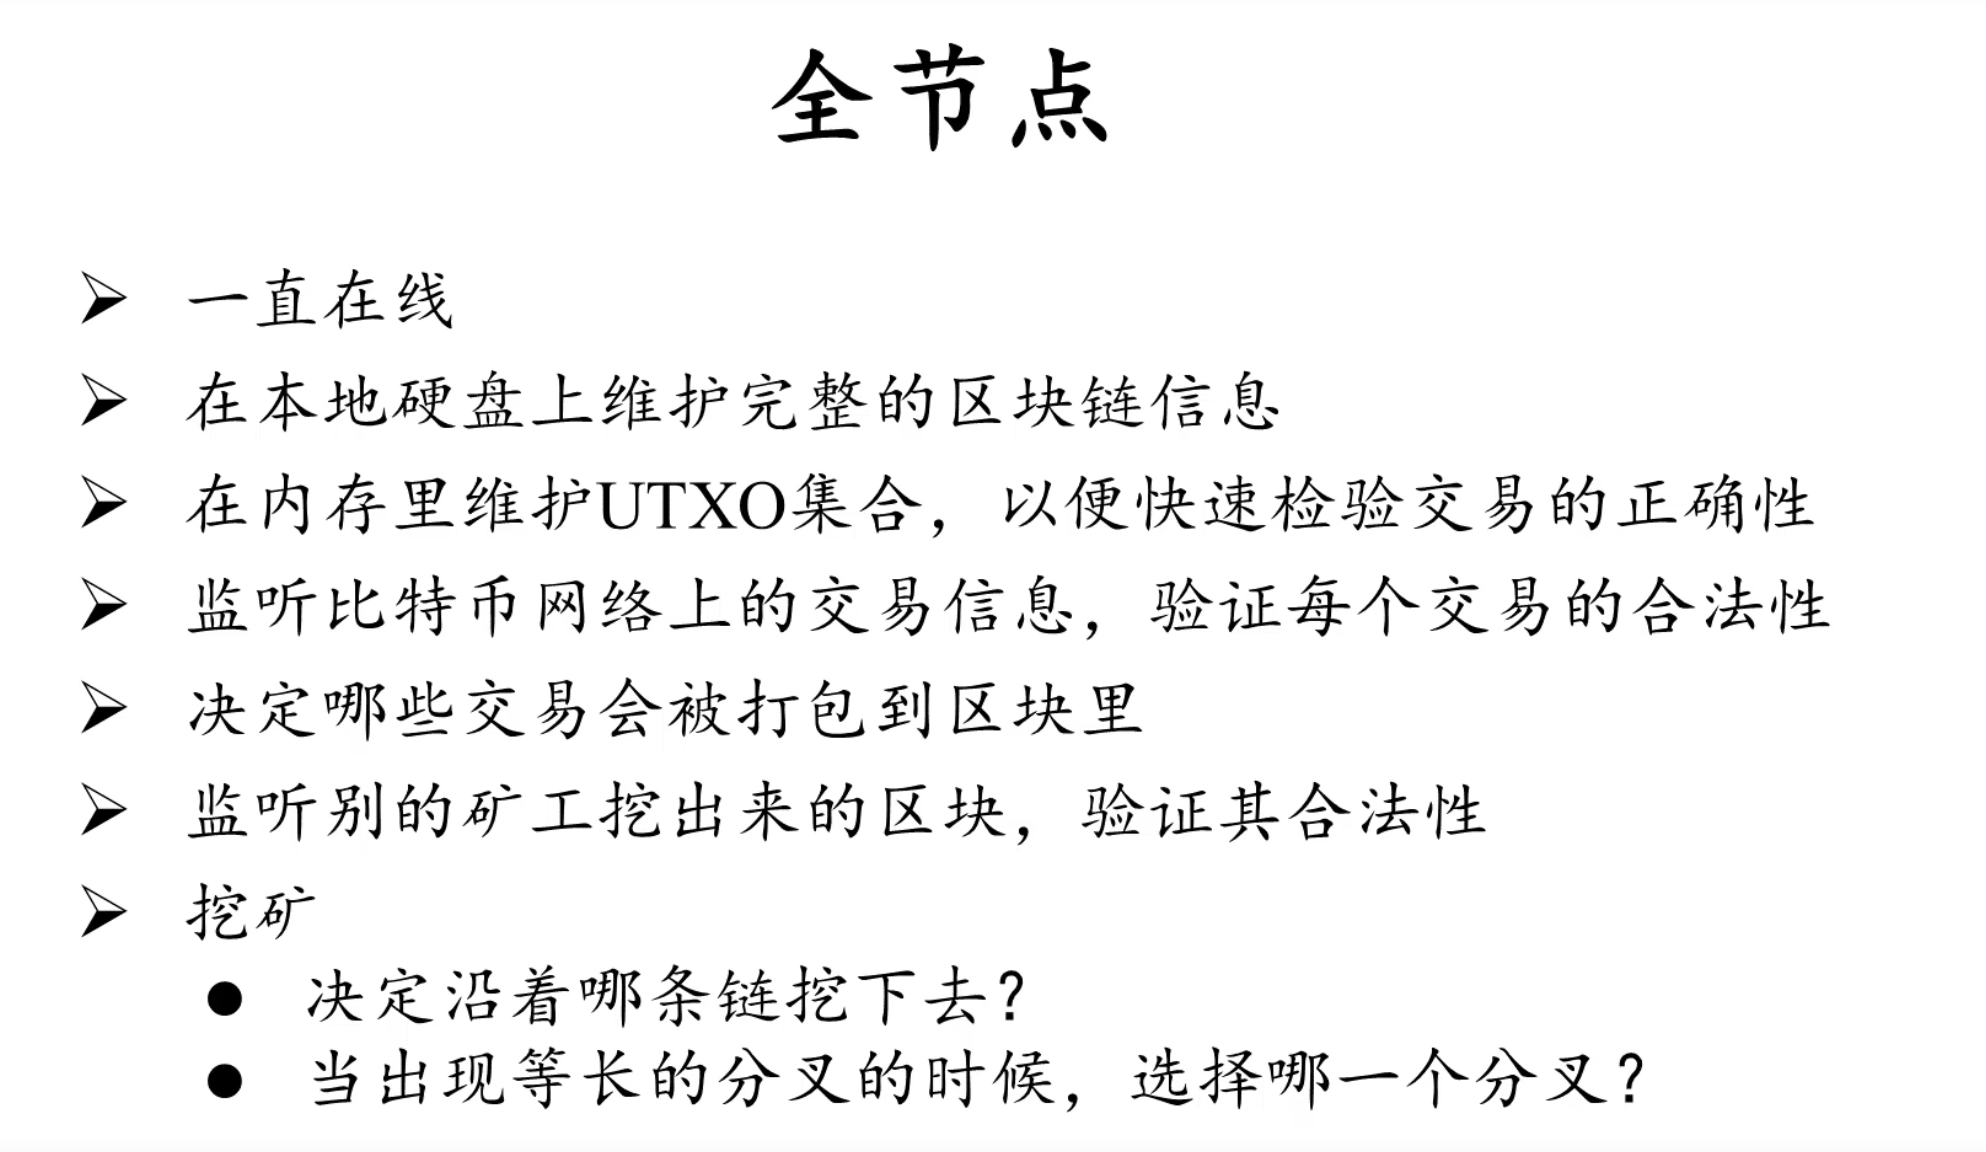 全节点
一直在线
在本地硬盘上维护完整的区块链信息
在内存里维护UTXO集合，以便快速检验交易的正确性
监听比特币网络上的交易信息，验证每个交易的合法性
决定哪些交易会被打包到区块里
监听别的矿工挖出来的区块，验证其合法性
挖矿
决定沿着哪条链挖下去？
当出现等长的分叉的时候，选择哪一个分叉？